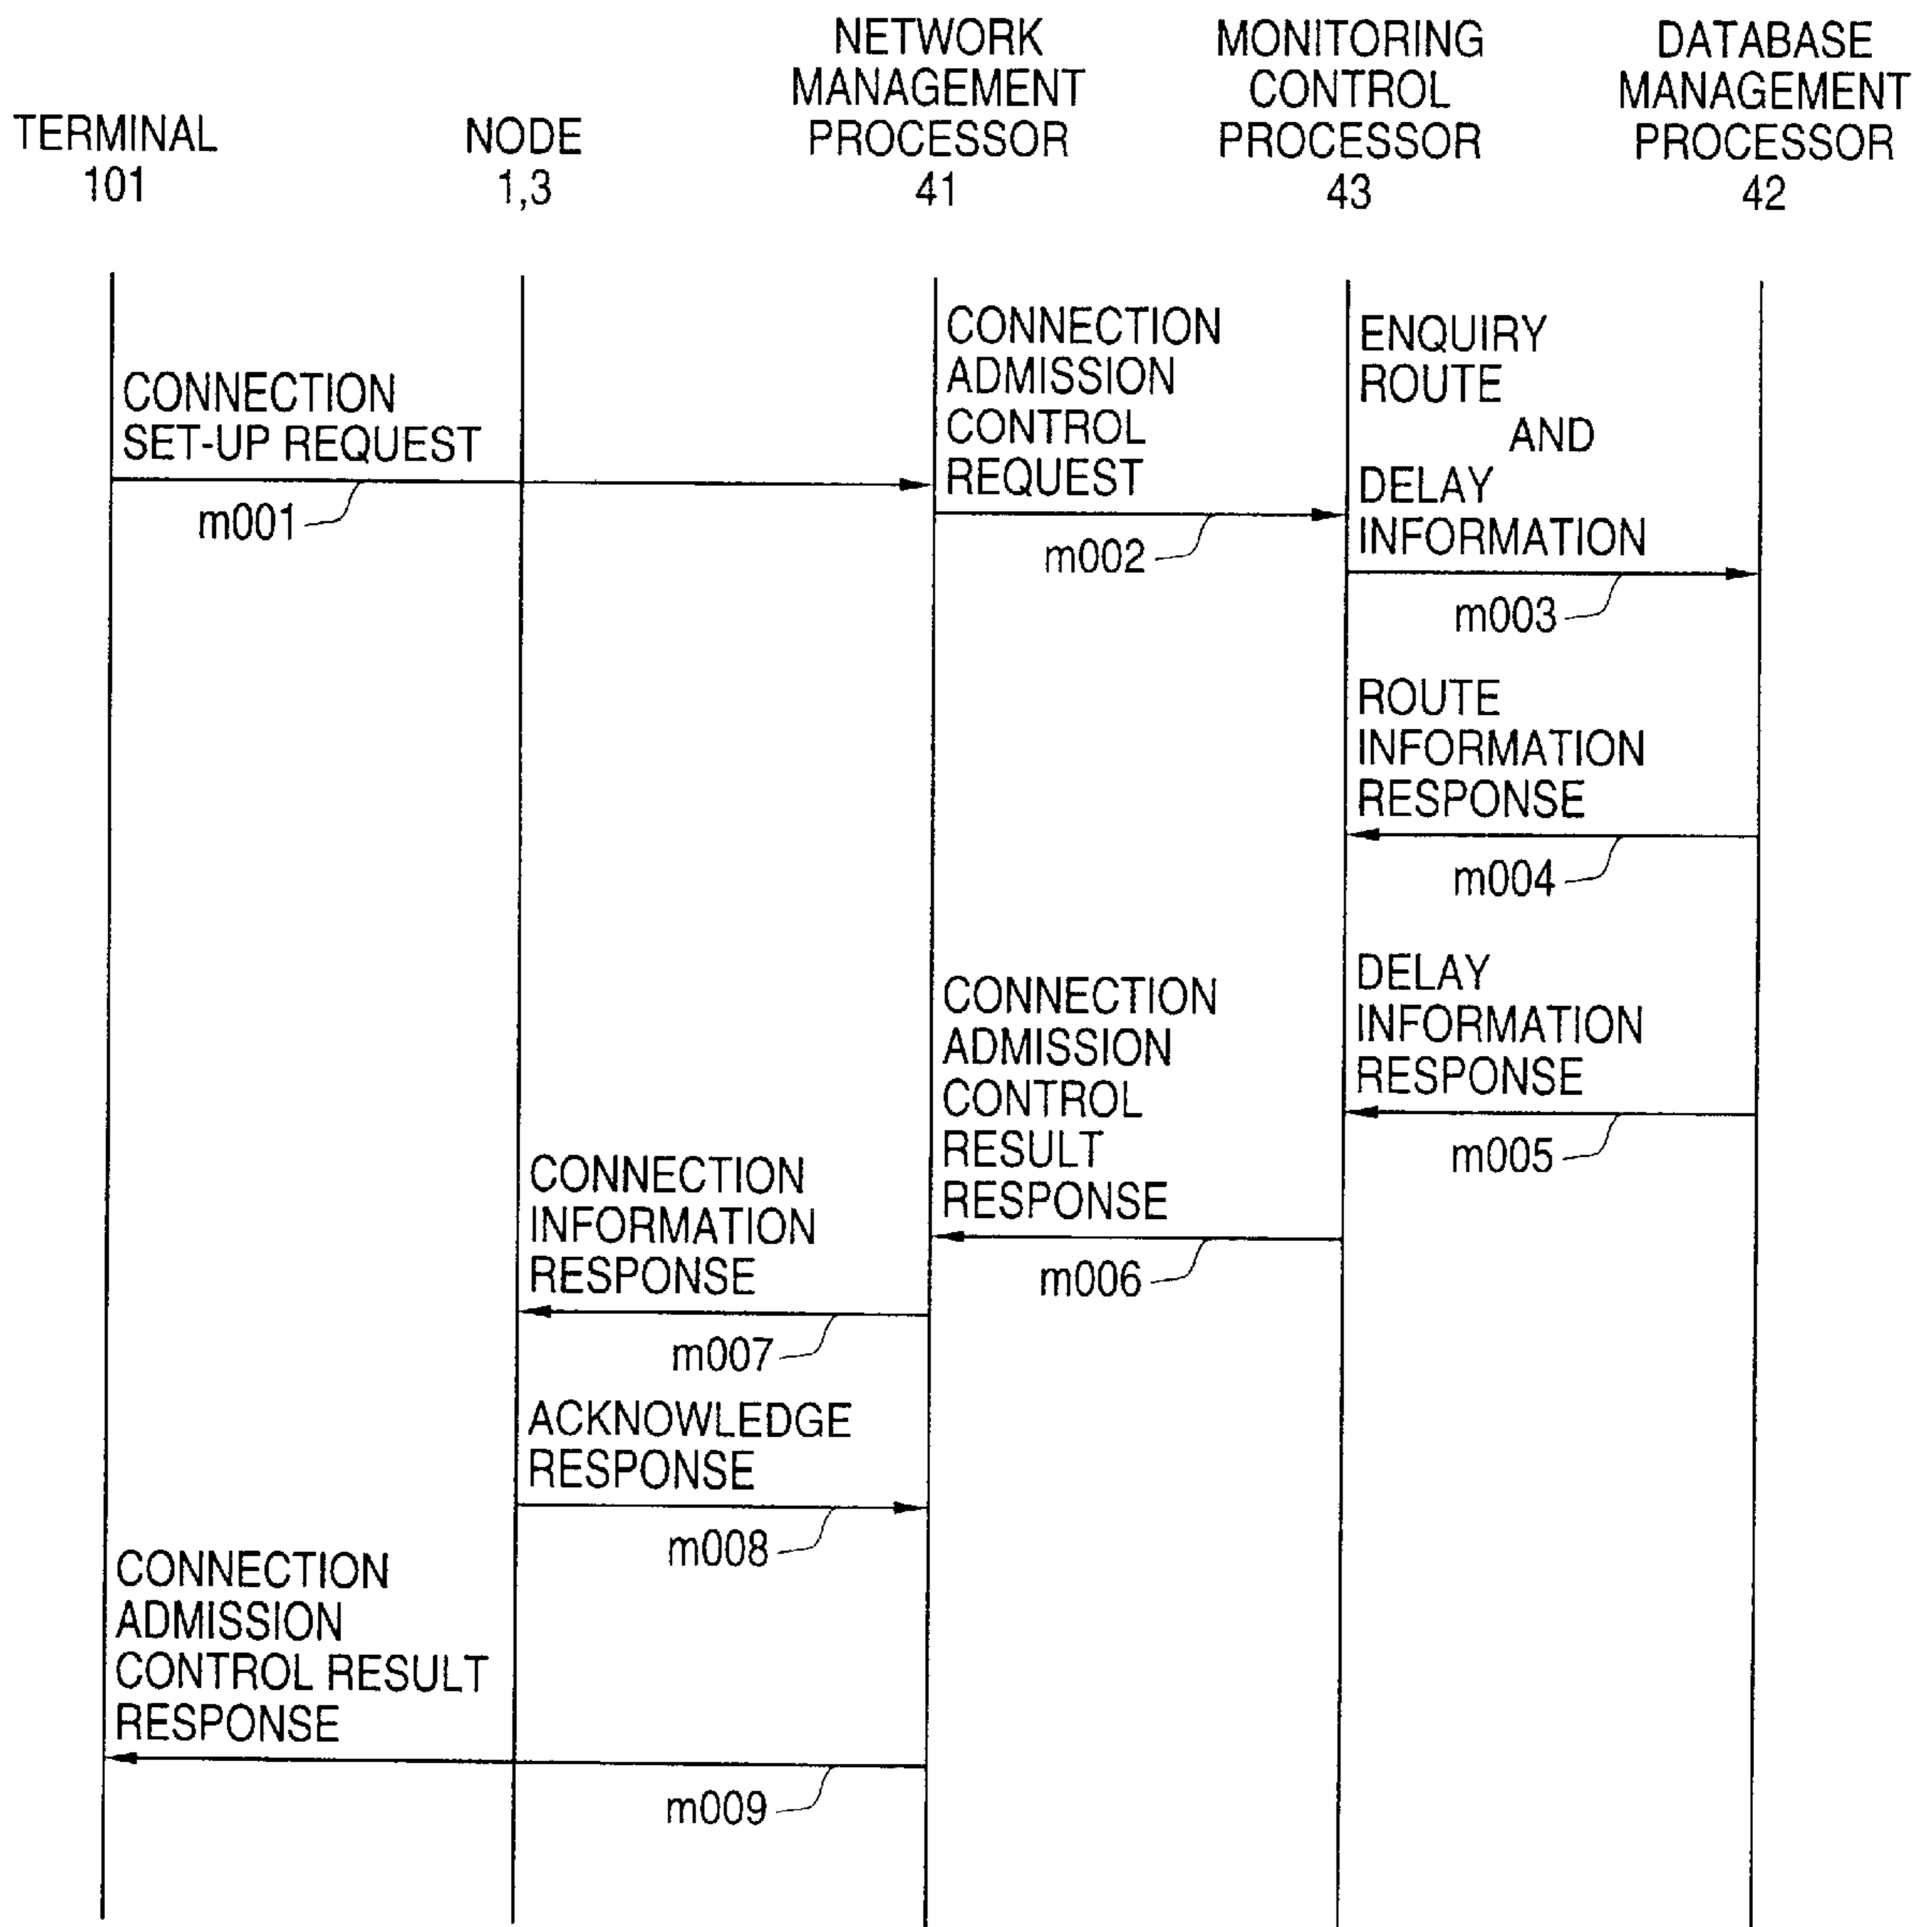 TERMINAL
101
NODE
1,3
NETWORK
MANAGEMENT
PROCESSOR
41
MONITORING
CONTROL
PROCESSOR
43
DATABASE
MANAGEMENT
PROCESSOR
42
CONNECTION
SET-UP REQUEST
m001
CONNECTION
ADMISSION
CONTROL
REQUEST
m002
ENQUIRY
ROUTE
AND
DELAY
INFORMATION
m003
ROUTE
INFORMATION
RESPONSE
m004
DELAY
INFORMATION
RESPONSE
m005
CONNECTION
ADMISSION
CONTROL
RESULT
RESPONSE
m006
CONNECTION
INFORMATION
RESPONSE
m007
ACKNOWLEDGE
RESPONSE
m008
CONNECTION
ADMISSION
CONTROL RESULT
RESPONSE
m009